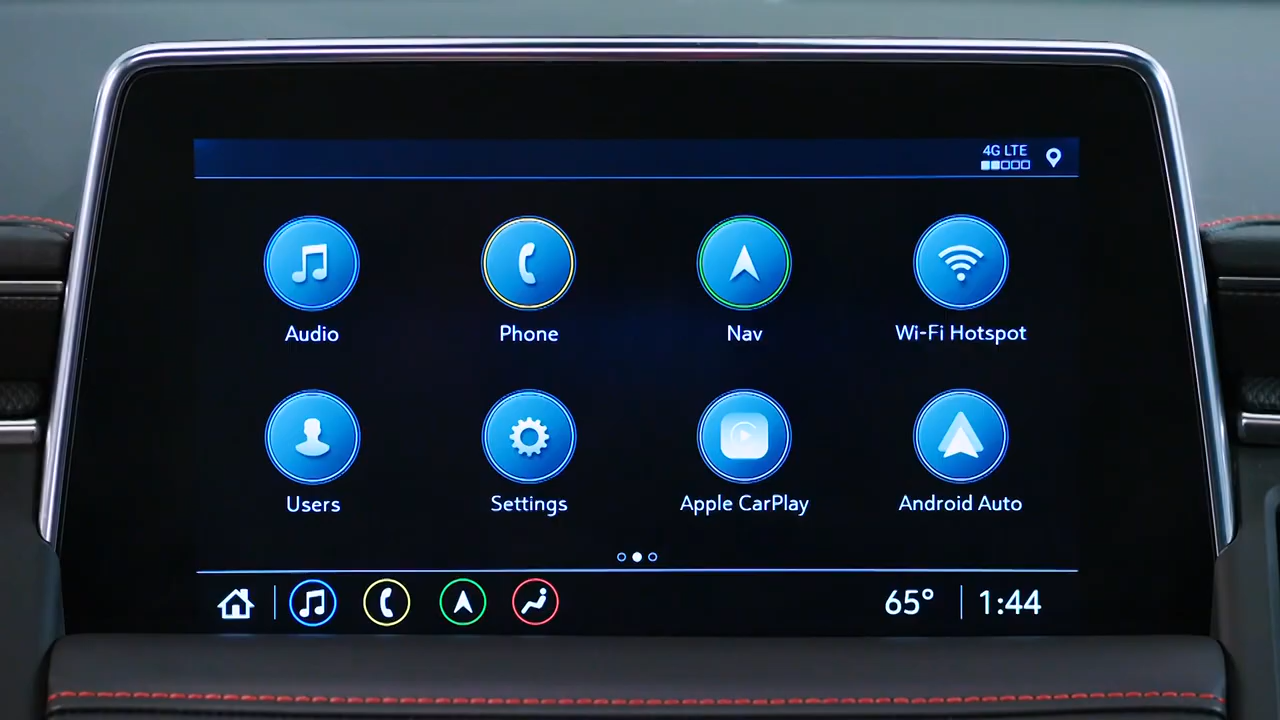 4G LTE
Audio
Phone
Nav
Wi-Fi Hotspot
Users
Settings
Apple CarPlay
Android Auto
65°
1:44